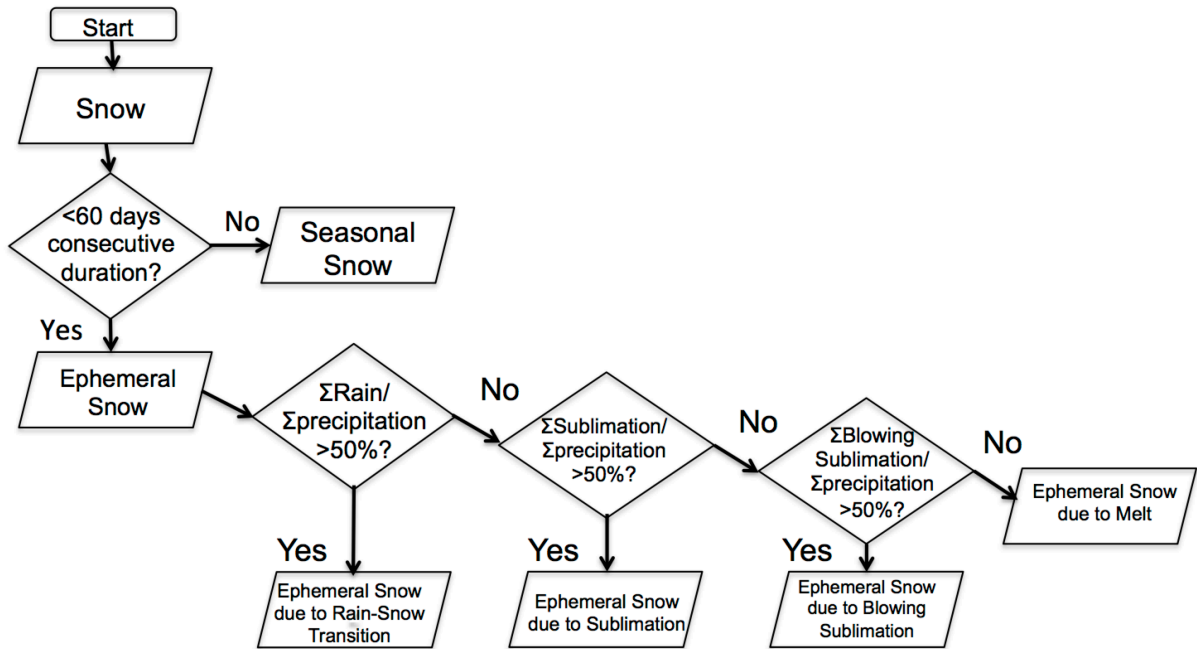 Start
Snow
<60 days
consecutive
duration?
No
Seasonal
Snow
Yes
Ephemeral
Snow
ΣRain/
Σprecipitation
>50%?
No
ΣSublimation/
Σprecipitation
>50%?
No
ΣBlowing
Sublimation/
Σprecipitation
>50%?
No
Ephemeral Snow
due to Melt
Yes
Ephemeral Snow
due to Rain-Snow
Transition
Yes
Ephemeral Snow
due to Sublimation
Yes
Ephemeral Snow
due to Blowing
Sublimation